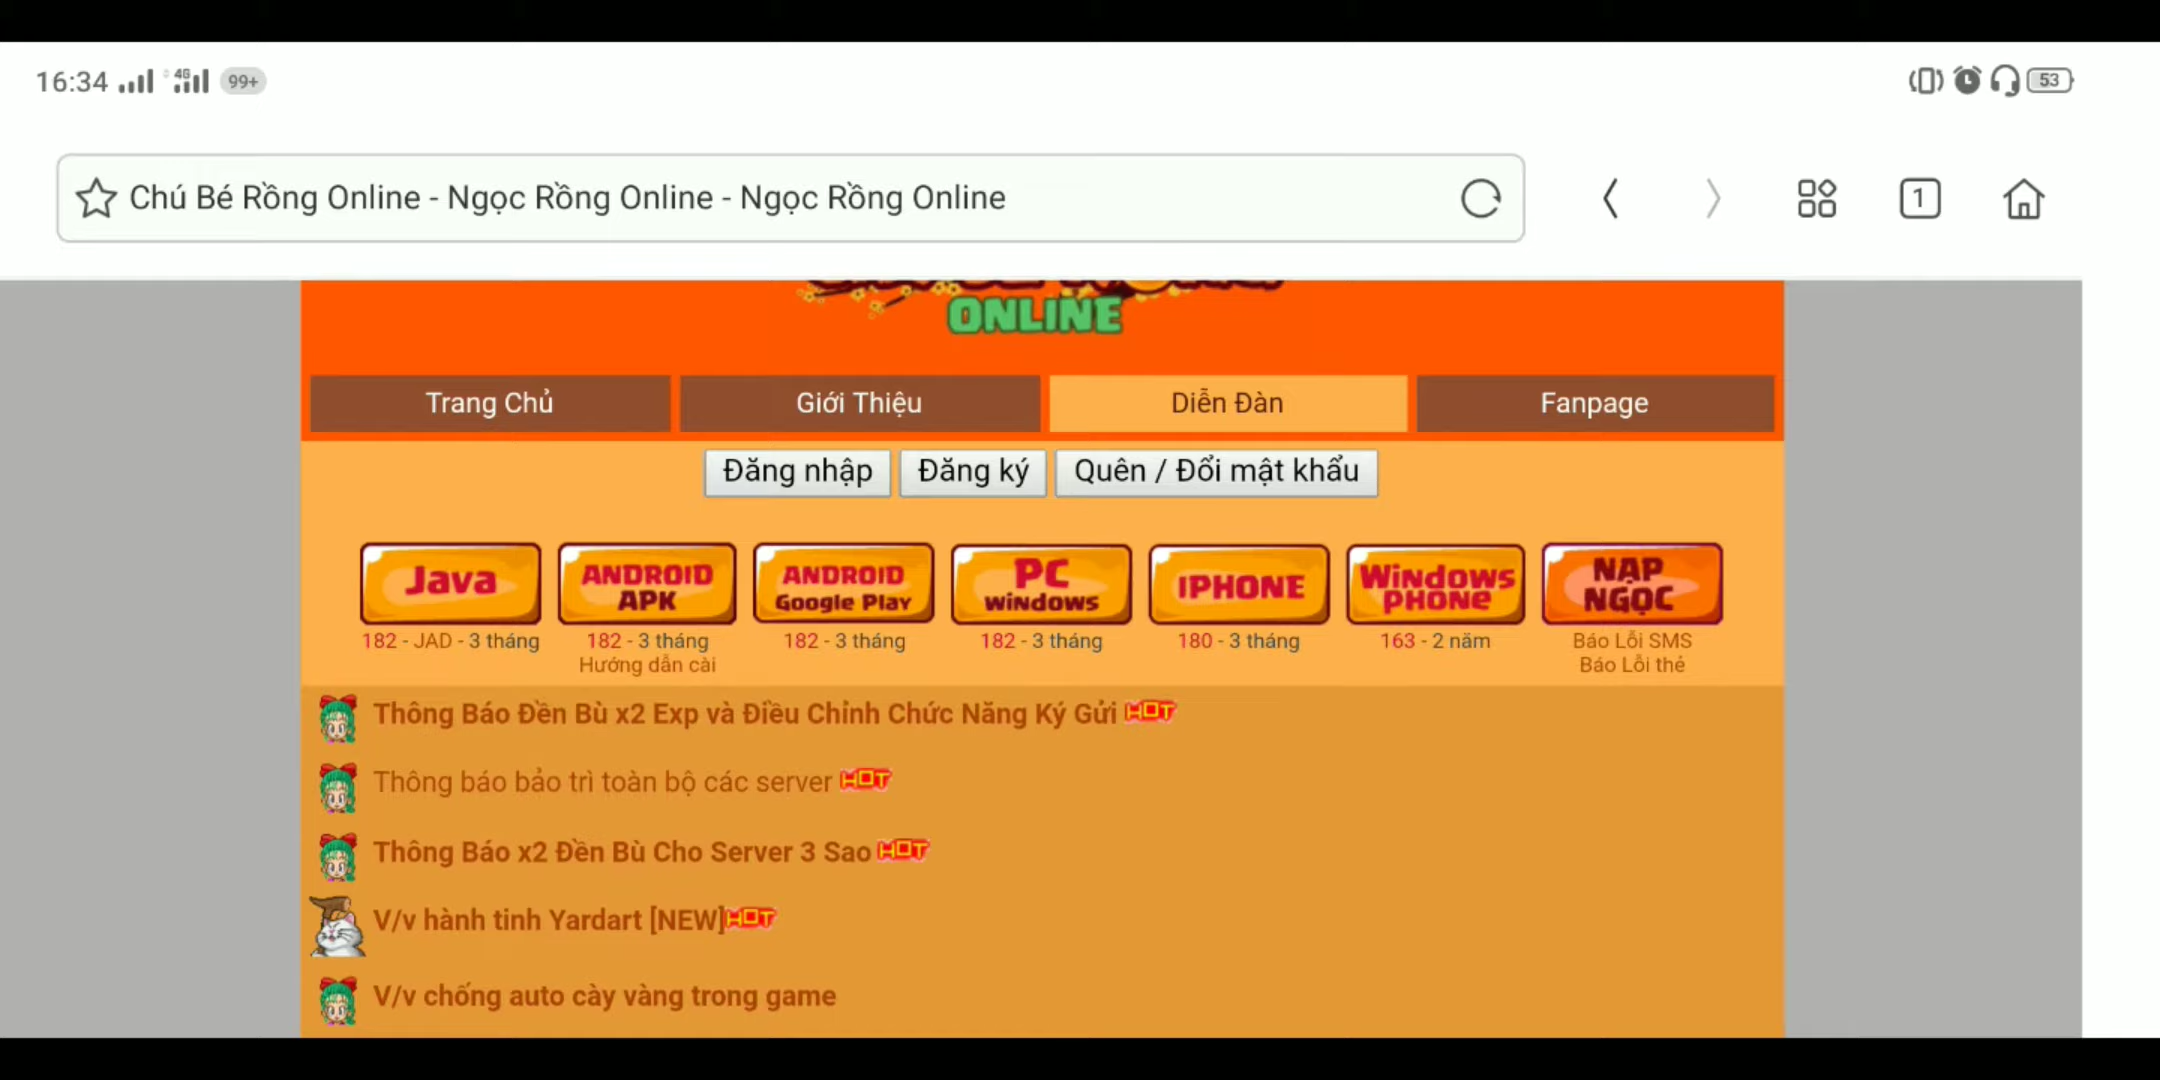 16:34 4G 99+ 53
Chú Bé Rồng Online - Ngọc Rồng Online - Ngọc Rồng Online 1
ONLINE
Trang Chủ Giới Thiệu Diễn Đàn Fanpage
Đăng nhập Đăng ký Quên / Đổi mật khẩu
Java ANDROID APK ANDROID Google Play PC WINDOWS IPHONE WINDOWS PHONE NẠP NGỌC
182 - JAD - 3 tháng 182 - 3 tháng 182 - 3 tháng 182 - 3 tháng 180 - 3 tháng 163 - 2 năm Báo Lỗi SMS
Hướng dẫn cài Báo Lỗi thẻ
Thông Báo Đền Bù x2 Exp và Điều Chỉnh Chức Năng Ký Gửi HOT
Thông báo bảo trì toàn bộ các server HOT
Thông Báo x2 Đền Bù Cho Server 3 Sao HOT
V/v hành tinh Yardart [NEW] HOT
V/v chống auto cày vàng trong game